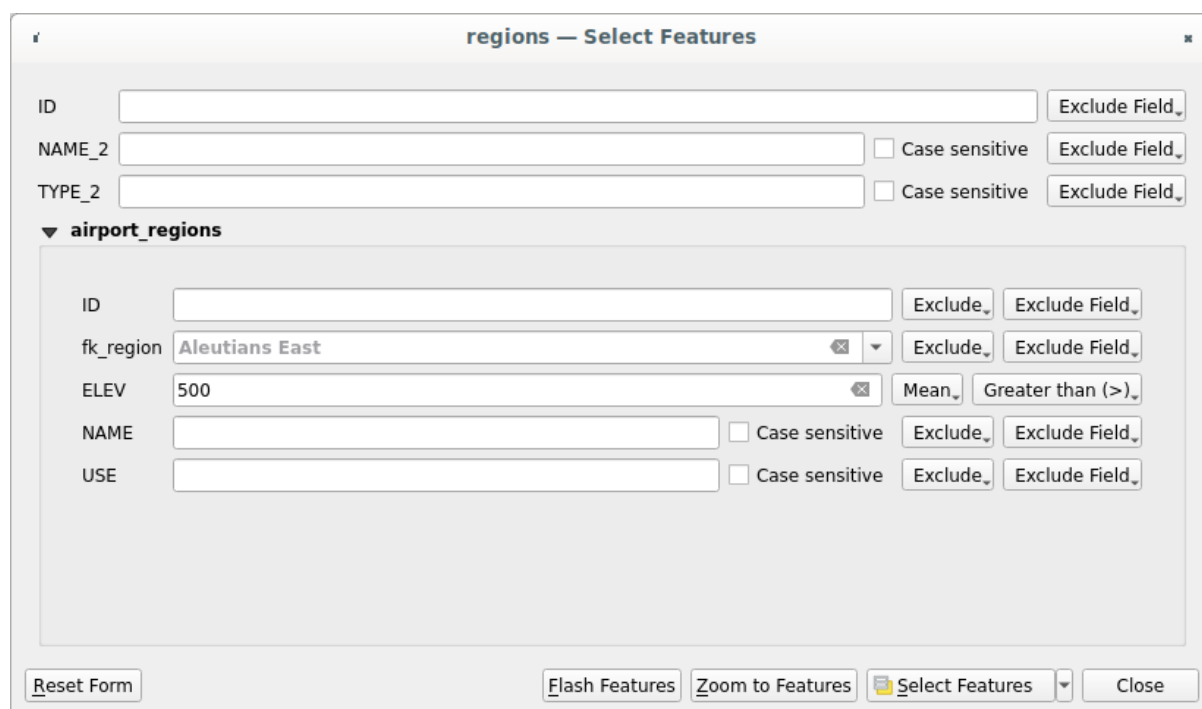 regions — Select Features
ID Exclude Field
NAME_2 Case sensitive Exclude Field
TYPE_2 Case sensitive Exclude Field
airport_regions
ID Exclude Exclude Field
fk_region Aleutians East Exclude Exclude Field
ELEV 500 Mean Greater than (>)
NAME Case sensitive Exclude Exclude Field
USE Case sensitive Exclude Exclude Field
Reset Form Flash Features Zoom to Features Select Features Close